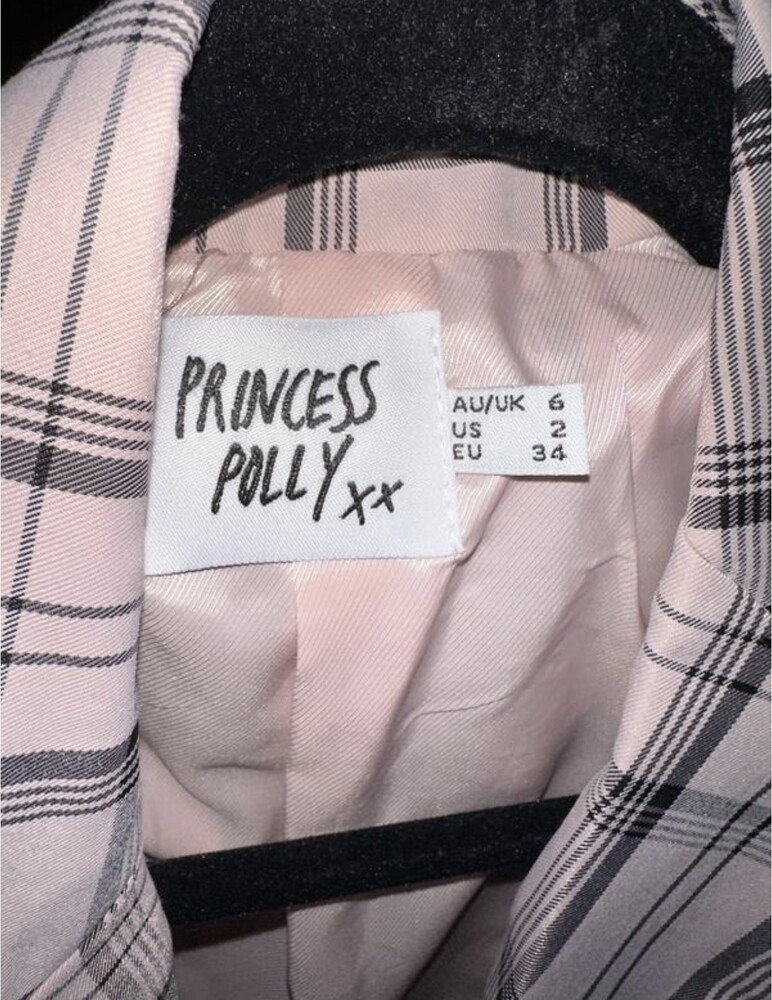 PRINCESS
POLLY xx
AU/UK 6
US 2
EU 34